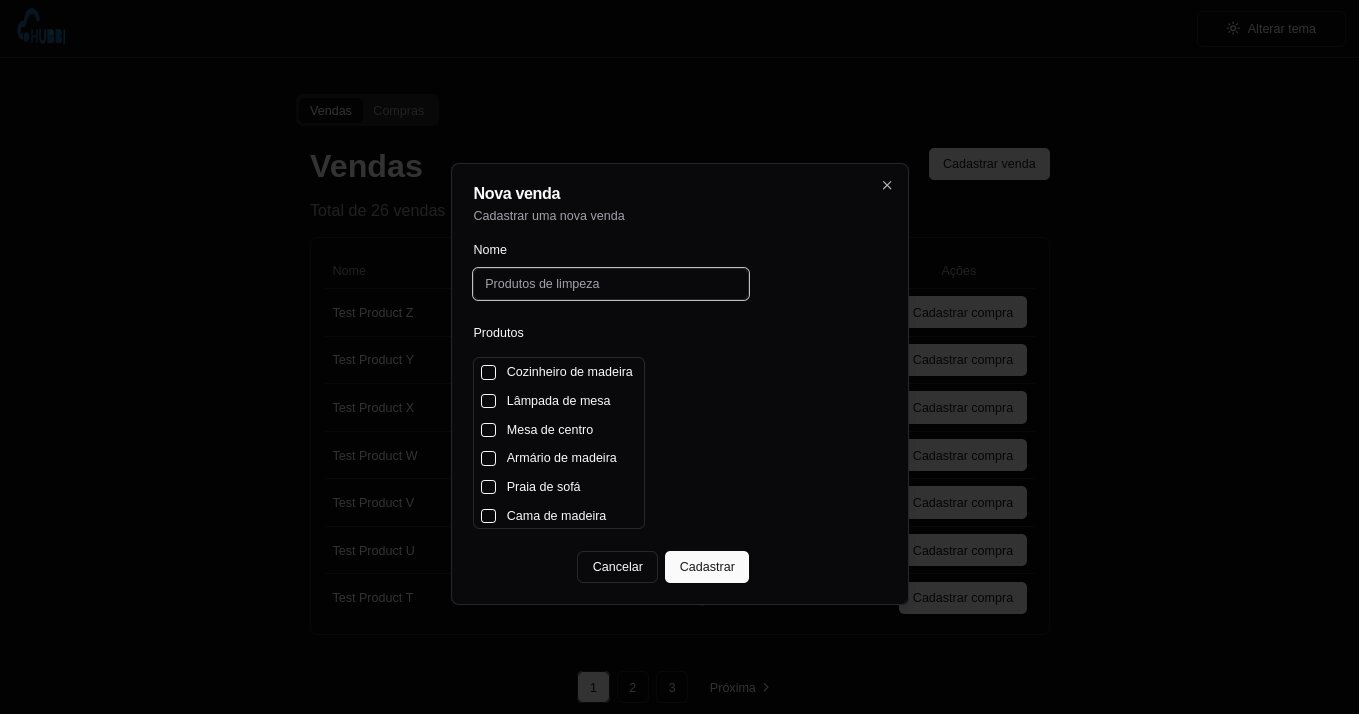 HUBBI
Alterar tema
Vendas Compras
Vendas
Cadastrar venda
Total de 26 vendas
Nova venda
Cadastrar uma nova venda
Nome
Produtos de limpeza
Produtos
Cozinheiro de madeira
Lâmpada de mesa
Mesa de centro
Armário de madeira
Praia de sofá
Cama de madeira
Cancelar Cadastrar
Nome Ações
Test Product Z Cadastrar compra
Test Product Y Cadastrar compra
Test Product X Cadastrar compra
Test Product W Cadastrar compra
Test Product V Cadastrar compra
Test Product U Cadastrar compra
Test Product T Cadastrar compra
1 2 3 Próxima